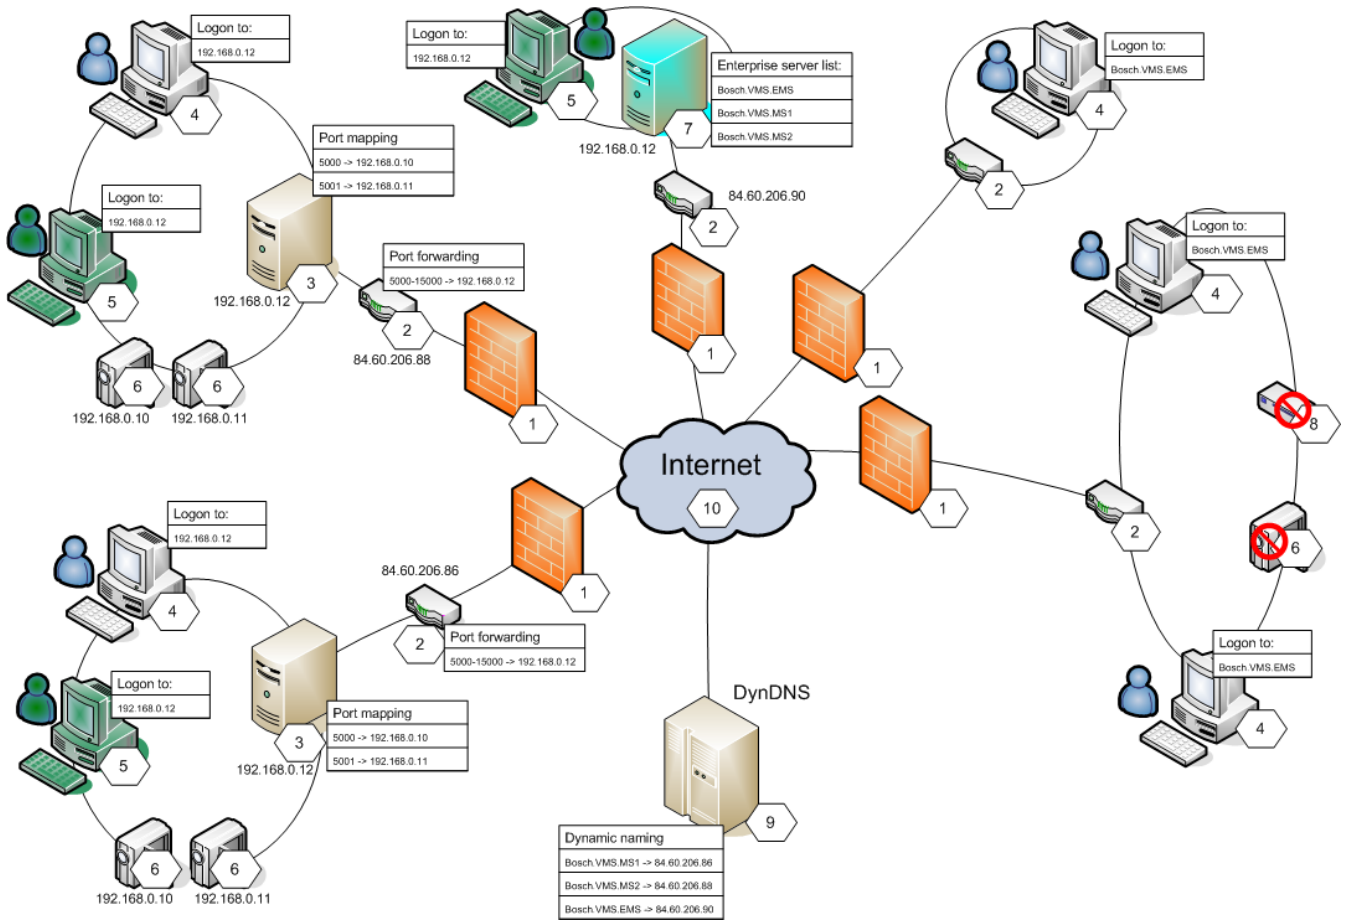 Logon to:
192.168.0.12
4
Port mapping
5000 -> 192.168.0.10
5001 -> 192.168.0.11
Logon to:
192.168.0.12
5
3
192.168.0.12
Port forwarding
5000-15000 -> 192.168.0.12
2
84.60.206.88
6
6
192.168.0.10
192.168.0.11
1
Logon to:
192.168.0.12
5
7
192.168.0.12
Enterprise server list:
Bosch.VMS.EMS
Bosch.VMS.MS1
Bosch.VMS.MS2
84.60.206.90
2
1
Logon to:
Bosch.VMS.EMS
4
2
1
Logon to:
Bosch.VMS.EMS
4
8
1
2
6
Logon to:
Bosch.VMS.EMS
4
Internet
10
Logon to:
192.168.0.12
4
84.60.206.86
1
2
Port forwarding
5000-15000 -> 192.168.0.12
Logon to:
192.168.0.12
5
3
192.168.0.12
Port mapping
5000 -> 192.168.0.10
5001 -> 192.168.0.11
6
6
192.168.0.10
192.168.0.11
DynDNS
9
Dynamic naming
Bosch.VMS.MS1 -> 84.60.206.86
Bosch.VMS.MS2 -> 84.60.206.88
Bosch.VMS.EMS -> 84.60.206.90